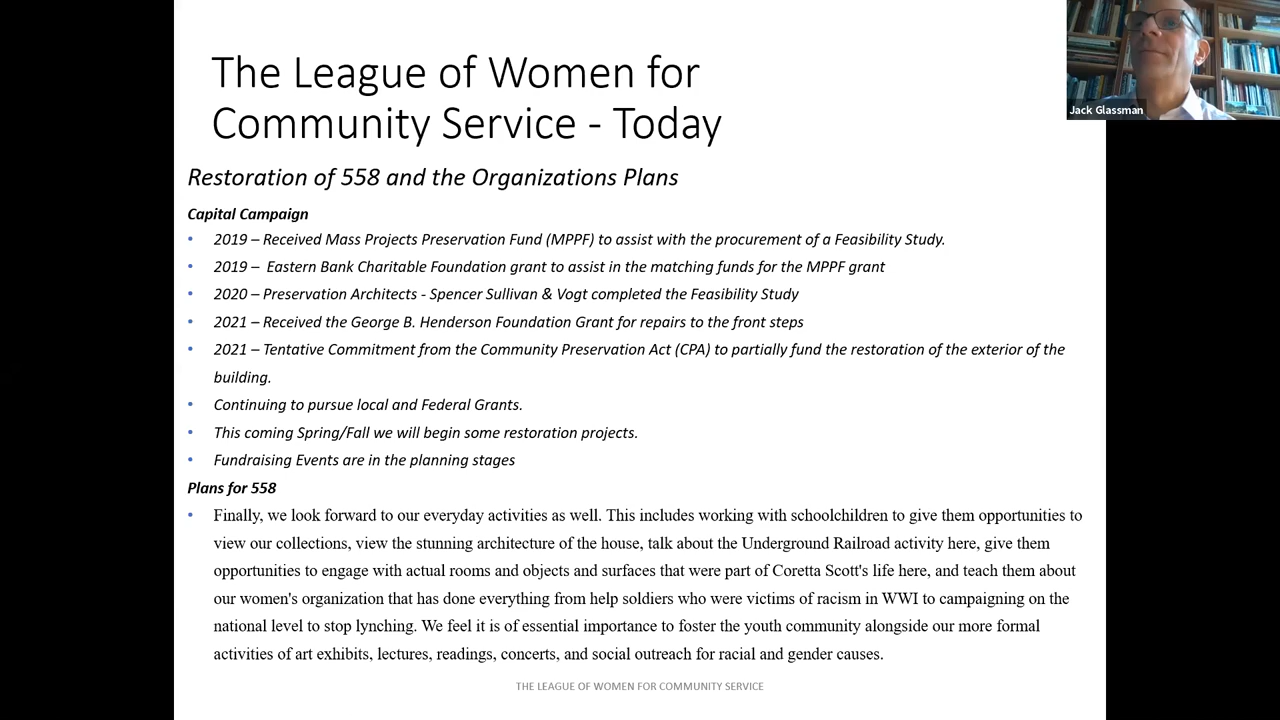 The League of Women for
Community Service - Today
Jack Glassman
Restoration of 558 and the Organizations Plans
Capital Campaign
• 2019 – Received Mass Projects Preservation Fund (MPPF) to assist with the procurement of a Feasibility Study.
• 2019 – Eastern Bank Charitable Foundation grant to assist in the matching funds for the MPPF grant
• 2020 – Preservation Architects - Spencer Sullivan & Vogt completed the Feasibility Study
• 2021 – Received the George B. Henderson Foundation Grant for repairs to the front steps
• 2021 – Tentative Commitment from the Community Preservation Act (CPA) to partially fund the restoration of the exterior of the
building.
• Continuing to pursue local and Federal Grants.
• This coming Spring/Fall we will begin some restoration projects.
• Fundraising Events are in the planning stages
Plans for 558
• Finally, we look forward to our everyday activities as well. This includes working with schoolchildren to give them opportunities to
view our collections, view the stunning architecture of the house, talk about the Underground Railroad activity here, give them
opportunities to engage with actual rooms and objects and surfaces that were part of Coretta Scott's life here, and teach them about
our women's organization that has done everything from help soldiers who were victims of racism in WWI to campaigning on the
national level to stop lynching. We feel it is of essential importance to foster the youth community alongside our more formal
activities of art exhibits, lectures, readings, concerts, and social outreach for racial and gender causes.
THE LEAGUE OF WOMEN FOR COMMUNITY SERVICE